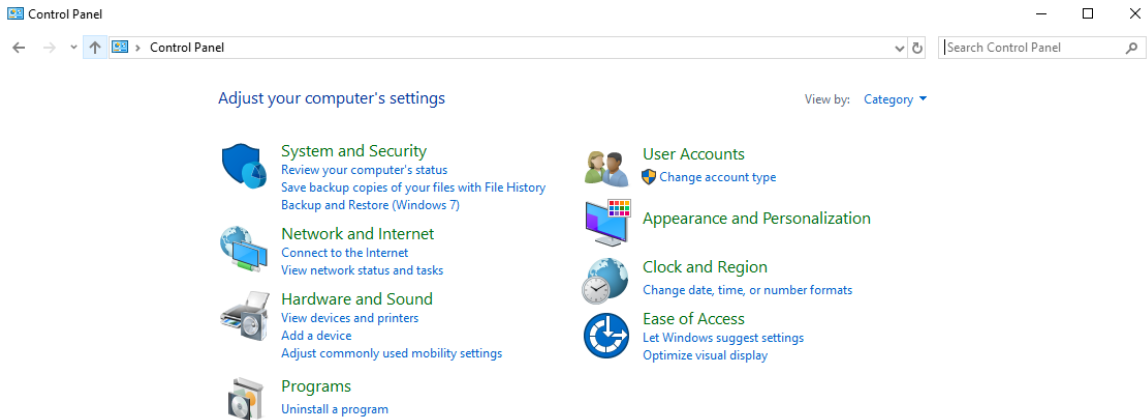 Control Panel
Control Panel
Search Control Panel
Adjust your computer's settings
View by: Category
System and Security
Review your computer's status
Save backup copies of your files with File History
Backup and Restore (Windows 7)
Network and Internet
Connect to the Internet
View network status and tasks
Hardware and Sound
View devices and printers
Add a device
Adjust commonly used mobility settings
Programs
Uninstall a program
User Accounts
Change account type
Appearance and Personalization
Clock and Region
Change date, time, or number formats
Ease of Access
Let Windows suggest settings
Optimize visual display